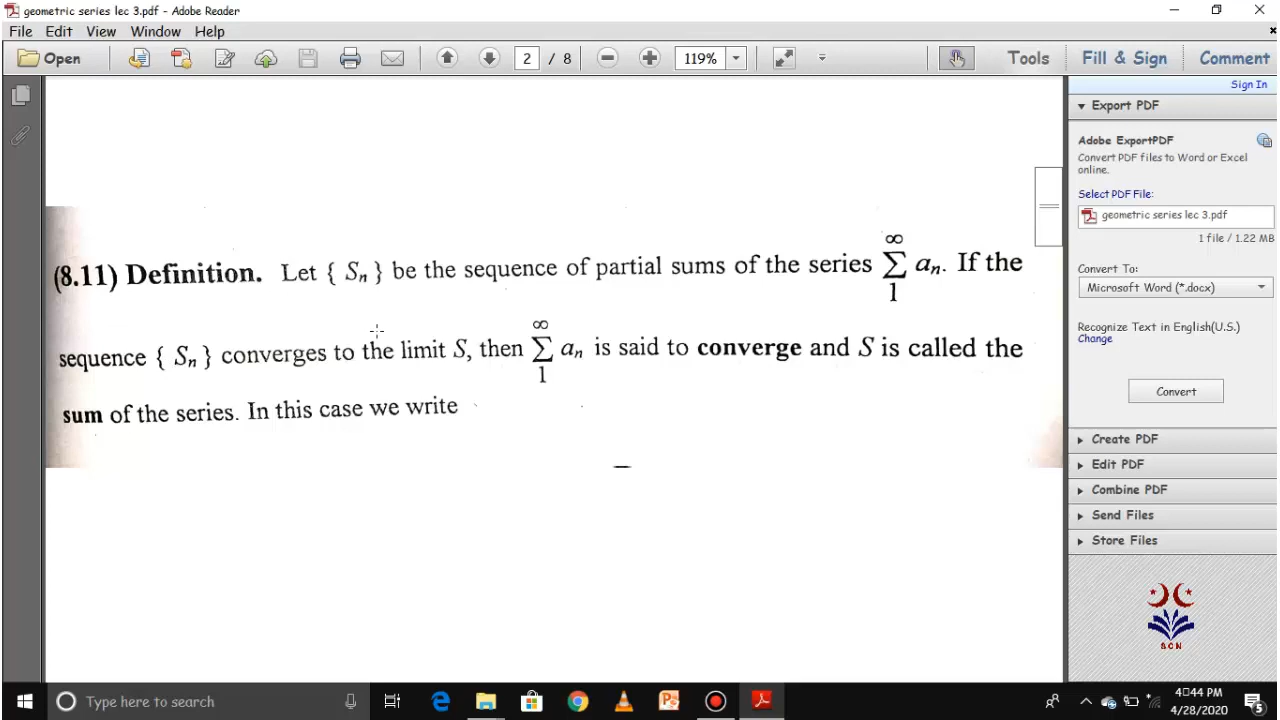 geometric series lec 3.pdf - Adobe Reader
File Edit View Window Help
Open 2 / 8 119% Tools Fill & Sign Comment
Sign In
Export PDF
Adobe ExportPDF
Convert PDF files to Word or Excel
online.
Select PDF File:
geometric series lec 3.pdf
1 file / 1.22 MB
Convert To:
Microsoft Word (*.docx)
Recognize Text in English(U.S.)
Change
Convert
Create PDF
Edit PDF
Combine PDF
Send Files
Store Files
SCN
(8.11) Definition. Let { Sₙ } be the sequence of partial sums of the series ∞∑1 aₙ. If the
sequence { Sₙ } converges to the limit S, then ∞∑1 aₙ is said to converge and S is called the
sum of the series. In this case we write
Type here to search
4:44 PM
4/28/2020
5